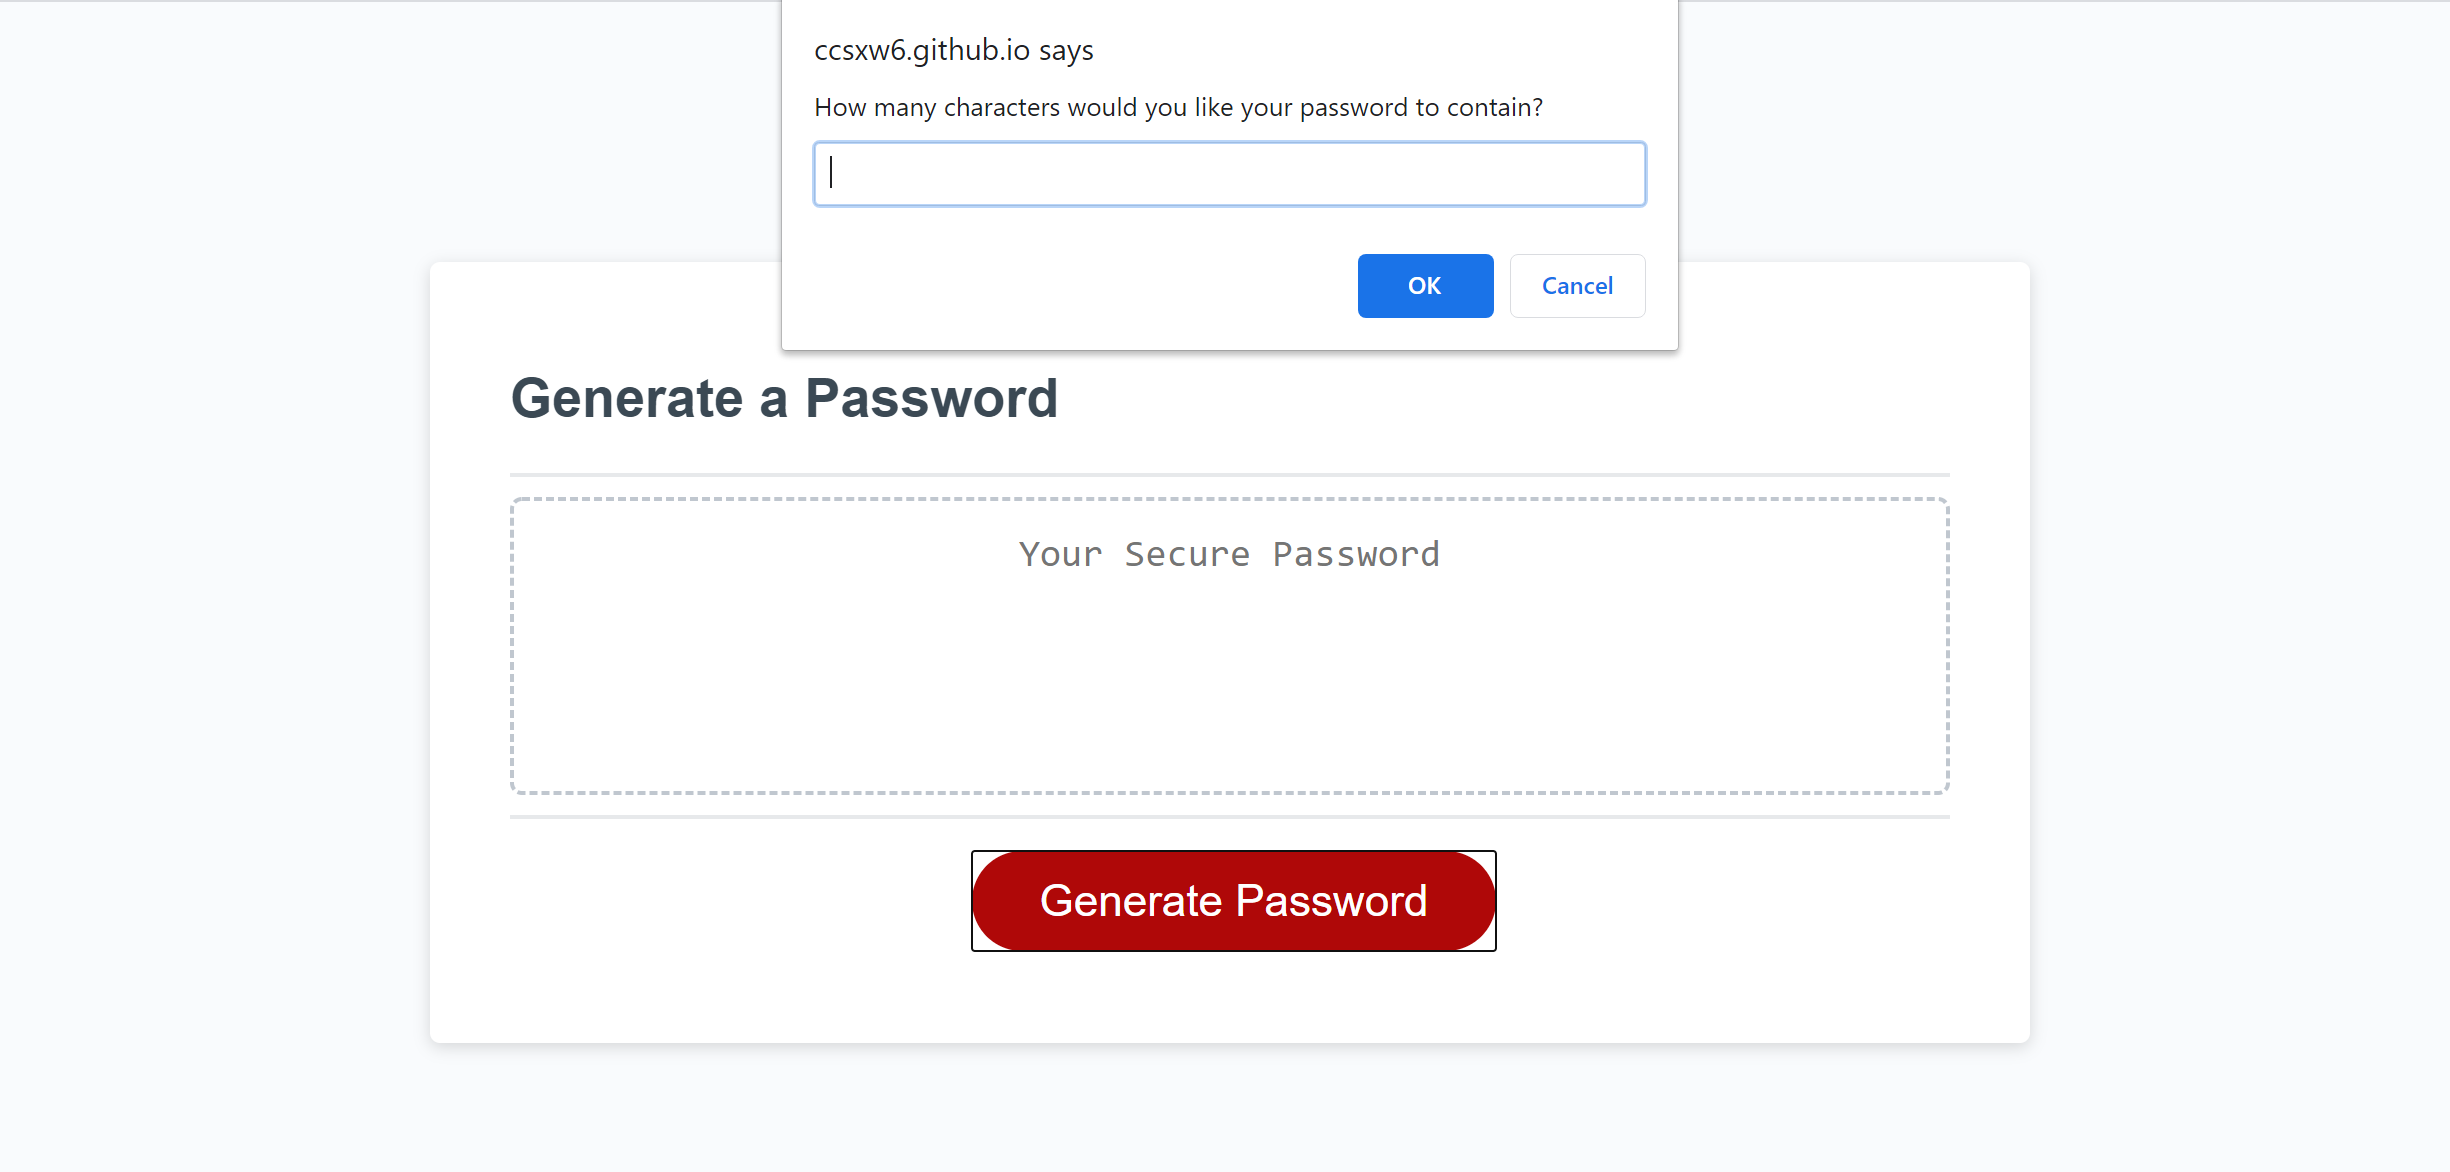 ccsxw6.github.io says
How many characters would you like your password to contain?
OK Cancel
Generate a Password
Your Secure Password
Generate Password